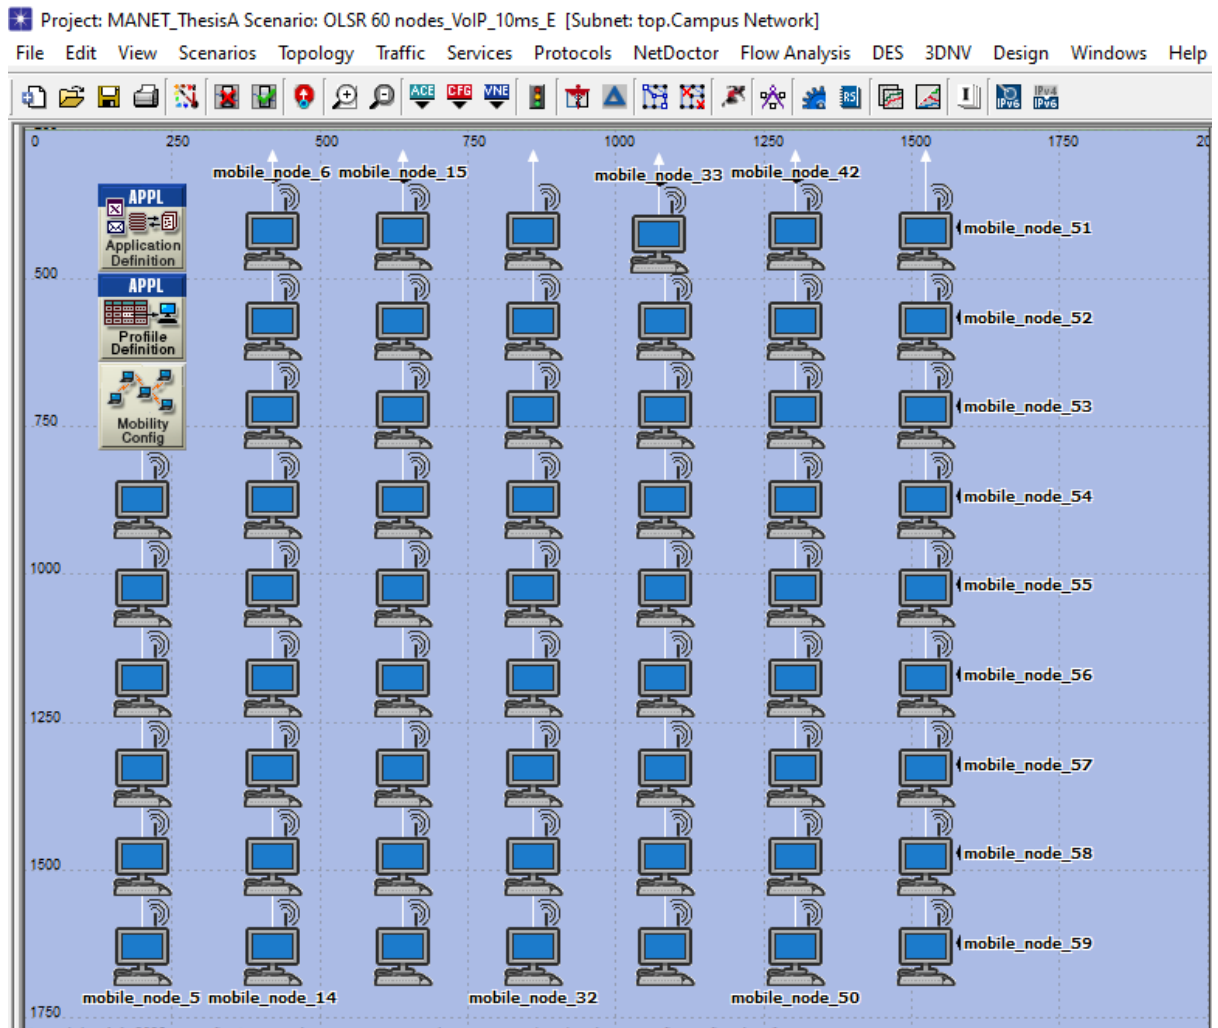 Project: MANET_ThesisA Scenario: OLSR 60 nodes_VoIP_10ms_E [Subnet: top.Campus Network]
File Edit View Scenarios Topology Traffic Services Protocols NetDoctor Flow Analysis DES 3DNV Design Windows Help
ACE CFG VNE RS IPv6 IPv4 IPv6
0 250 500 750 1000 1250 1500 1750 20
mobile_node_6 mobile_node_15 mobile_node_33 mobile_node_42
APPL
Application
Definition
mobile_node_51
500
APPL
Profiile
Definition
mobile_node_52
Mobility
Config
750
mobile_node_53
mobile_node_54
1000
mobile_node_55
mobile_node_56
1250
mobile_node_57
1500
mobile_node_58
mobile_node_59
mobile_node_5 mobile_node_14 mobile_node_32 mobile_node_50
1750